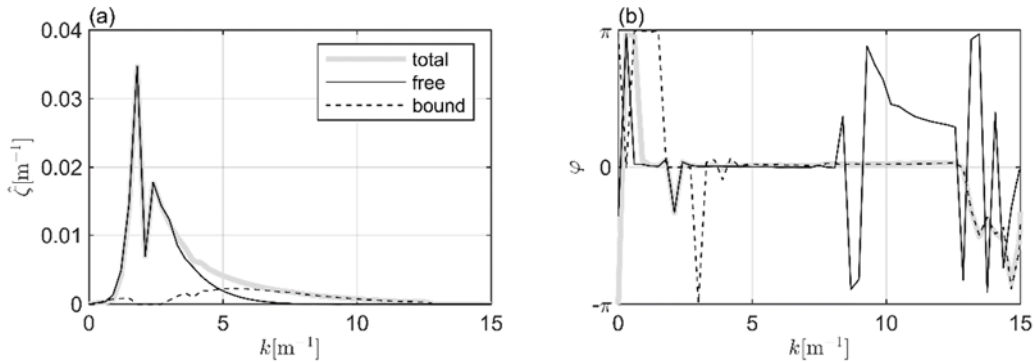 (a)
0.04
0.03
0.02
0.01
0
ζ̂[m⁻¹]
total
free
bound
0 5 10 15
k[m⁻¹]
(b)
π
0
-π
φ
0 5 10 15
k[m⁻¹]